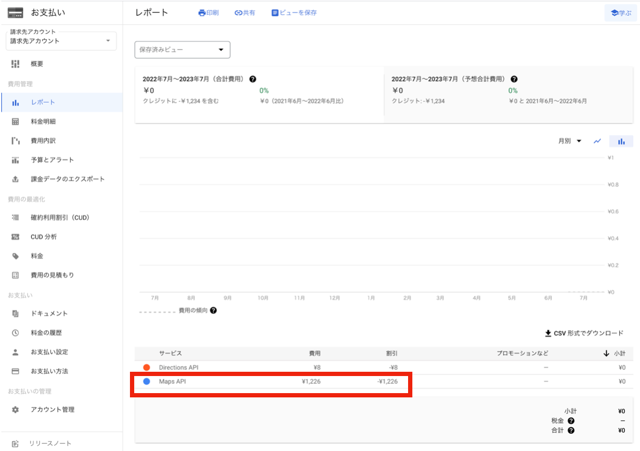 お支払い
レポート
印刷
共有
ビューを保存
学ぶ
請求先アカウント
請求先アカウント
概要
費用管理
レポート
料金明細
費用内訳
予算とアラート
課金データのエクスポート
費用の最適化
確約利用割引（CUD）
CUD 分析
料金
費用の見積もり
お支払い
ドキュメント
料金の履歴
お支払い設定
お支払い方法
お支払いの管理
アカウント管理
リリースノート
保存済みビュー
2022年7月～2023年7月（合計費用）
¥0 0%
クレジットに -¥1,234 を含む ¥0（2021年6月～2022年6月比）
2022年7月～2023年7月（予想合計費用）
¥0 0%
クレジット: -¥1,234 ¥0 と 2021年6月～2022年6月
月別
¥1
¥0.8
¥0.6
¥0.4
¥0.2
¥0
7月 8月 9月 10月 11月 12月 1月 2月 3月 4月 5月 6月 7月
費用の傾向
CSV 形式でダウンロード
サービス 費用 割引 プロモーションなど 小計
Directions API ¥8 -¥8 – ¥0
Maps API ¥1,226 -¥1,226 – ¥0
小計 ¥0
税金 –
合計 ¥0